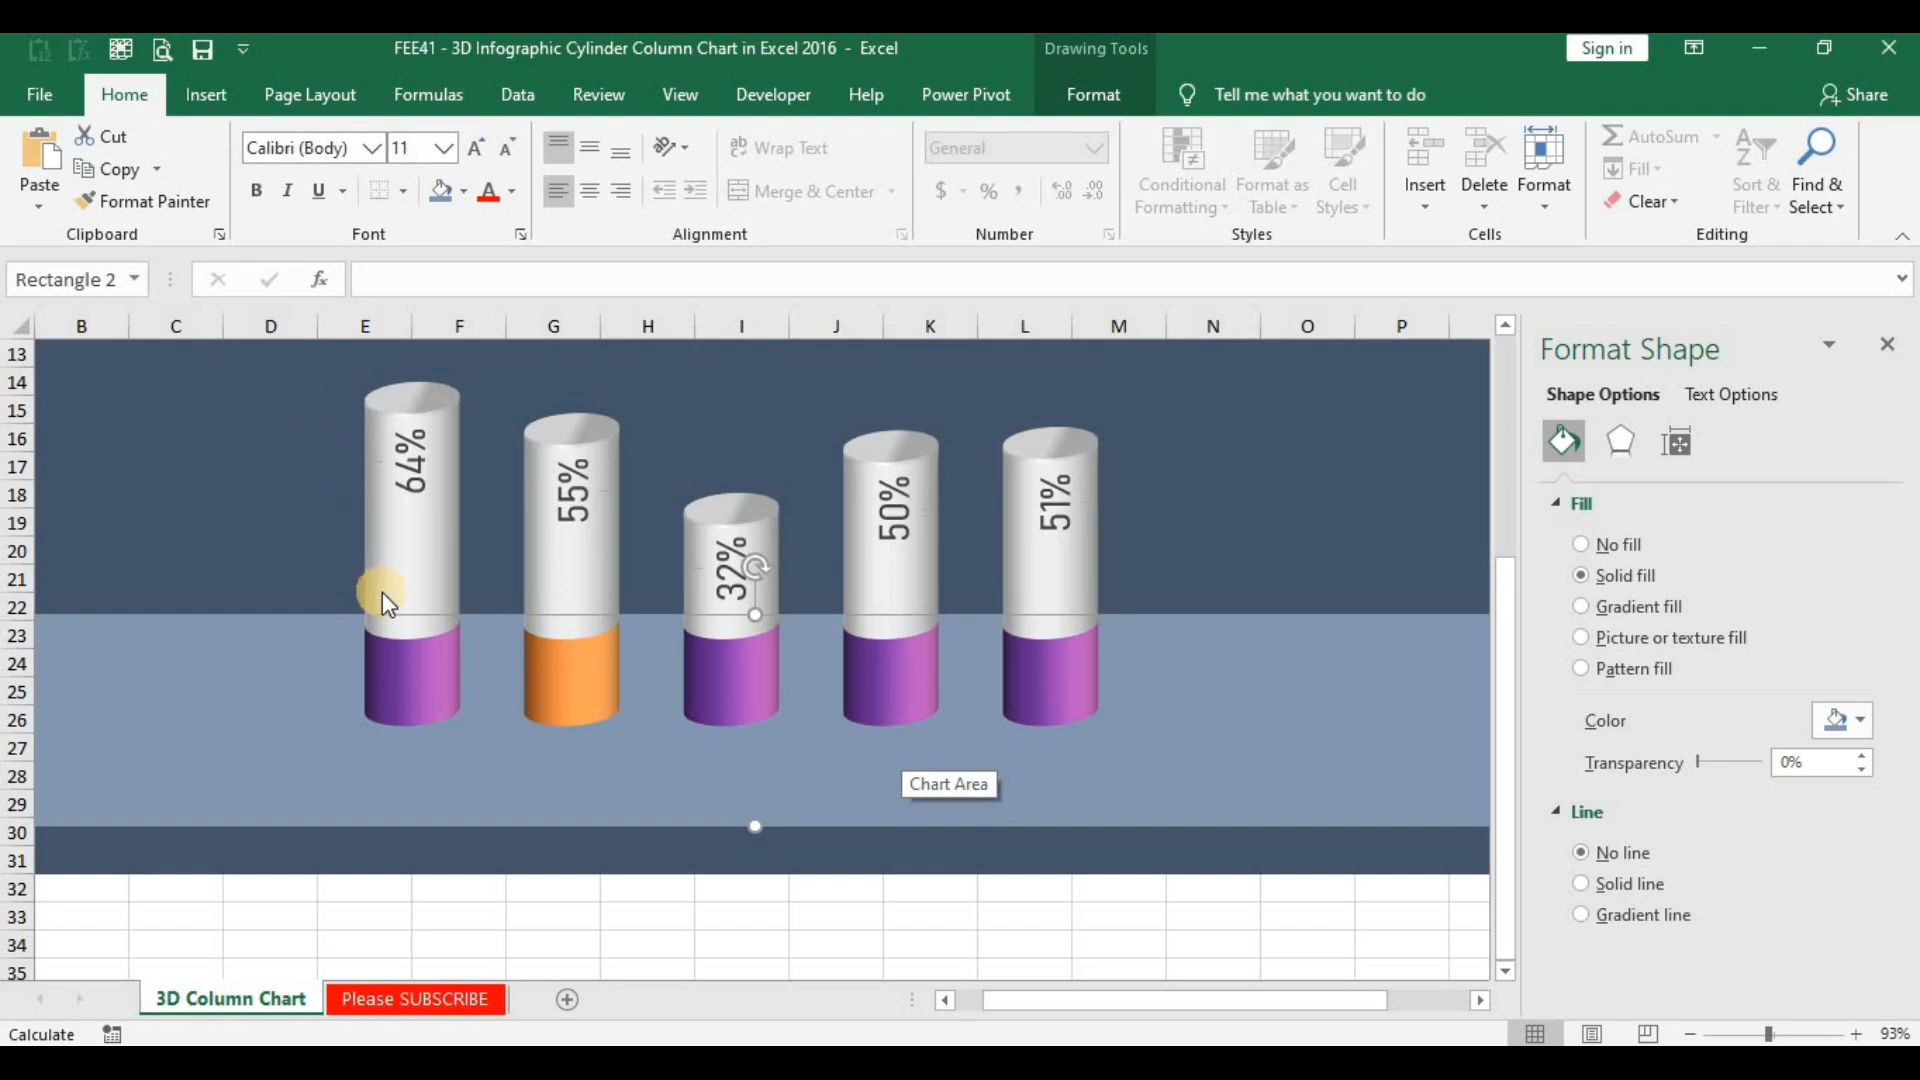 FEE41 - 3D Infographic Cylinder Column Chart in Excel 2016 - Excel
Drawing Tools
Sign in
File
Home
Insert
Page Layout
Formulas
Data
Review
View
Developer
Help
Power Pivot
Format
Tell me what you want to do
Share
Paste
Cut
Copy
Format Painter
Clipboard
Calibri (Body)
11
A
A
B
I
U
A
Font
ab
Wrap Text
Merge & Center
Alignment
General
$
%
Number
Conditional Formatting
Format as Table
Cell Styles
Styles
Insert
Delete
Format
Cells
AutoSum
Fill
Clear
Sort & Filter
Find & Select
Editing
Rectangle 2
fx
B C D E F G H I J K L M N O P
13
14
15
16
17
18
19
20
21
22
23
24
25
26
27
28
29
30
31
32
33
34
35
64%
55%
32%
50%
51%
Chart Area
Format Shape
Shape Options
Text Options
Fill
No fill
Solid fill
Gradient fill
Picture or texture fill
Pattern fill
Color
Transparency
0%
Line
No line
Solid line
Gradient line
3D Column Chart
Please SUBSCRIBE
Calculate
93%